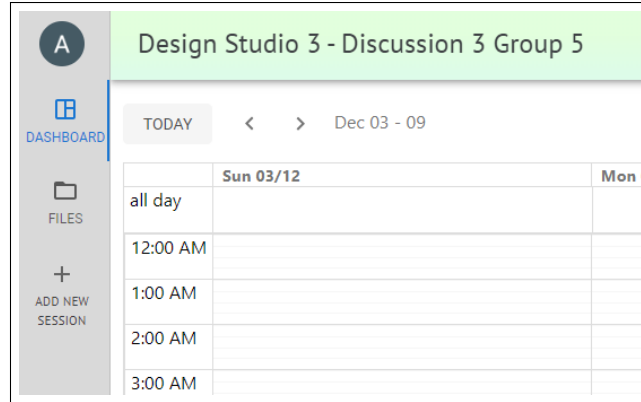 A
Design Studio 3 - Discussion 3 Group 5
DASHBOARD
FILES
ADD NEW
SESSION
TODAY
Dec 03 - 09
Sun 03/12
Mon
all day
12:00 AM
1:00 AM
2:00 AM
3:00 AM